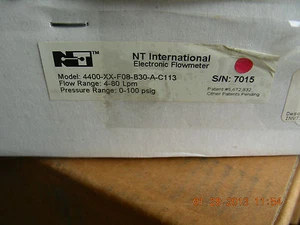 NT
NT International
Electronic Flowmeter
Model: 4400-XX-F08-B30-A-C113
Flow Range: 4-80 Lpm
Pressure Range: 0-100 psig
S/N: 7015
Other Patents Pending